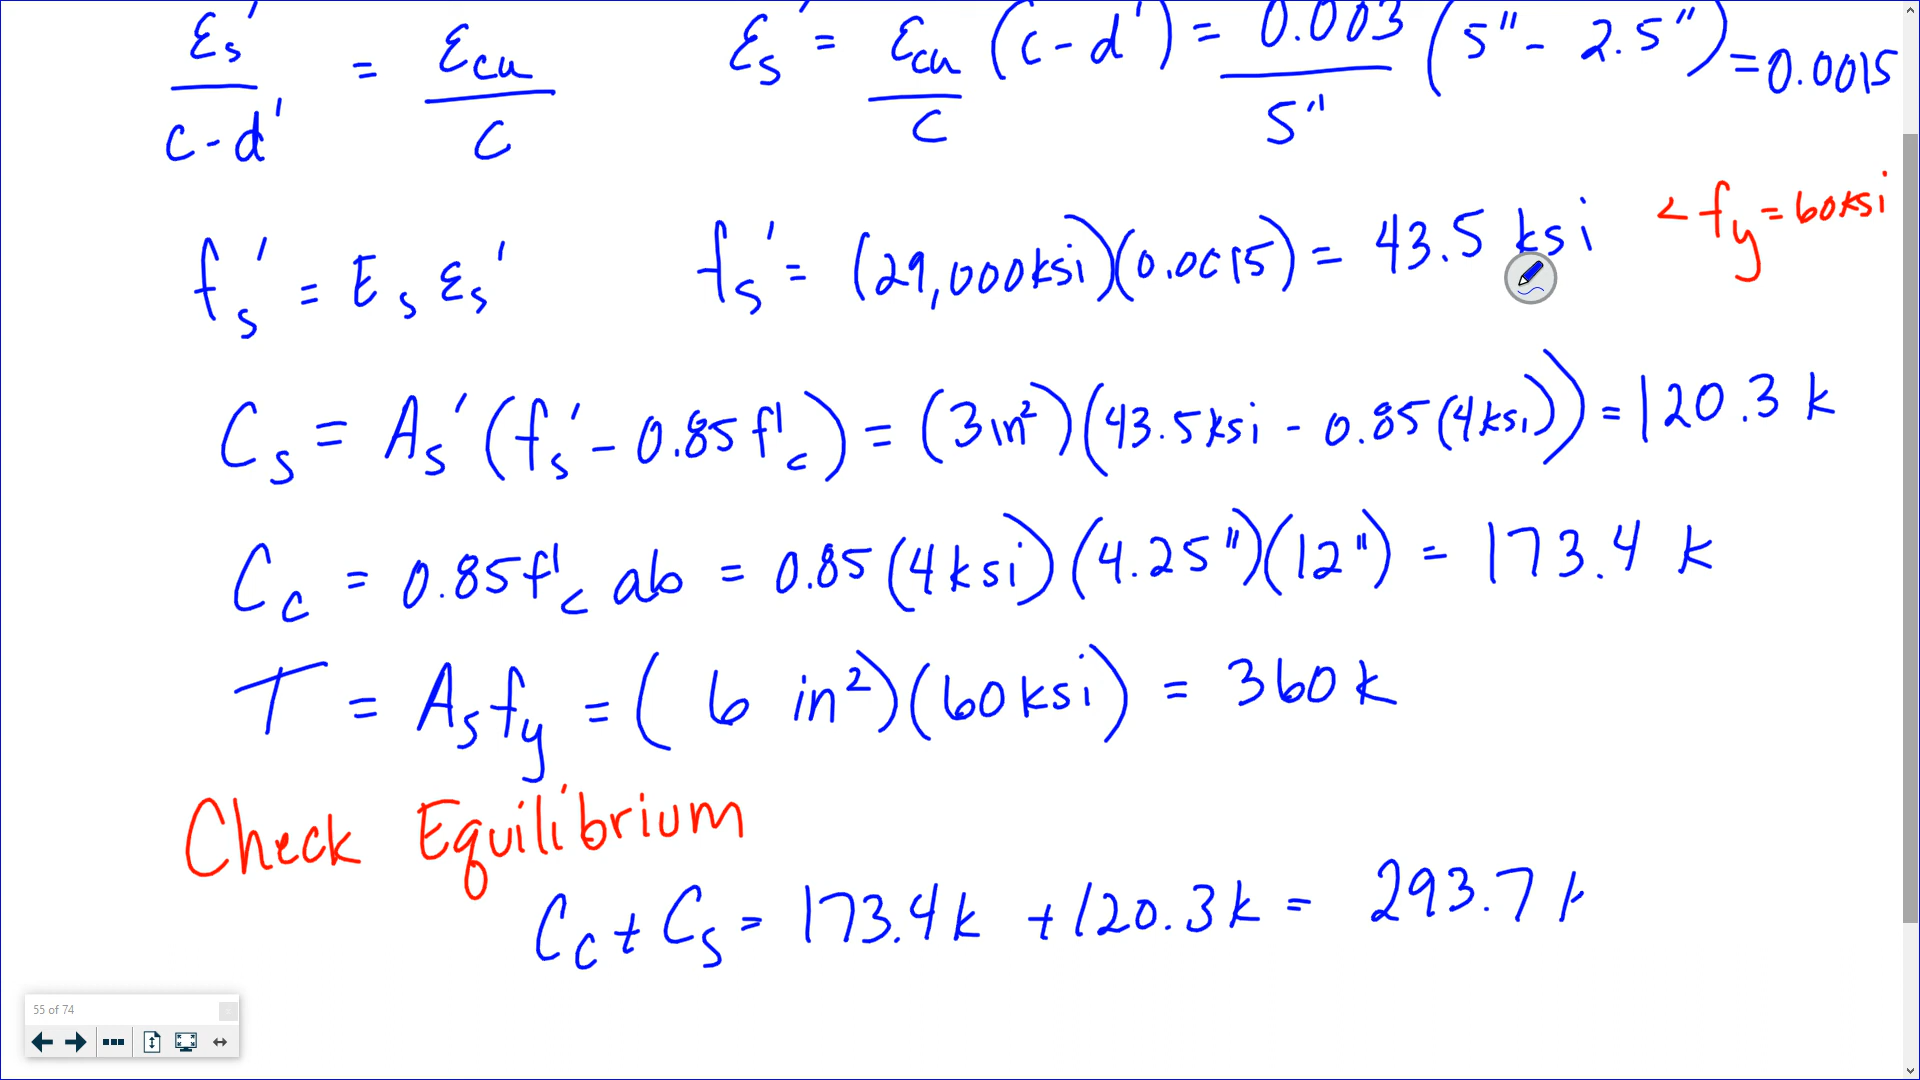 εs'/(c-d') = εcu/c   εs' = εcu/c (c-d') = 0.003/5" (5" - 2.5") = 0.0015
fs' = Es εs'   fs' = (29,000ksi)(0.0015) = 43.5 ksi < fy = 60ksi
Cs = As'(fs' - 0.85f'c) = (3in²)(43.5ksi - 0.85(4ksi)) = 120.3 k
Cc = 0.85f'c ab = 0.85(4ksi)(4.25")(12") = 173.4 k
T = As fy = (6 in²)(60ksi) = 360k
Check Equilibrium
Cc + Cs = 173.4k + 120.3k = 293.7 k
55 of 74